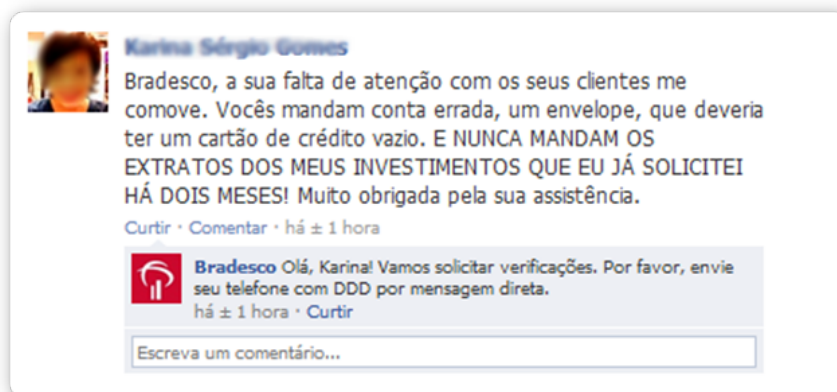 Karina Sérgio Gomes
Bradesco, a sua falta de atenção com os seus clientes me
comove. Vocês mandam conta errada, um envelope, que deveria
ter um cartão de crédito vazio. E NUNCA MANDAM OS
EXTRATOS DOS MEUS INVESTIMENTOS QUE EU JÁ SOLICITEI
HÁ DOIS MESES! Muito obrigada pela sua assistência.
Curtir · Comentar · há ± 1 hora
Bradesco Olá, Karina! Vamos solicitar verificações. Por favor, envie
seu telefone com DDD por mensagem direta.
há ± 1 hora · Curtir
Escreva um comentário...